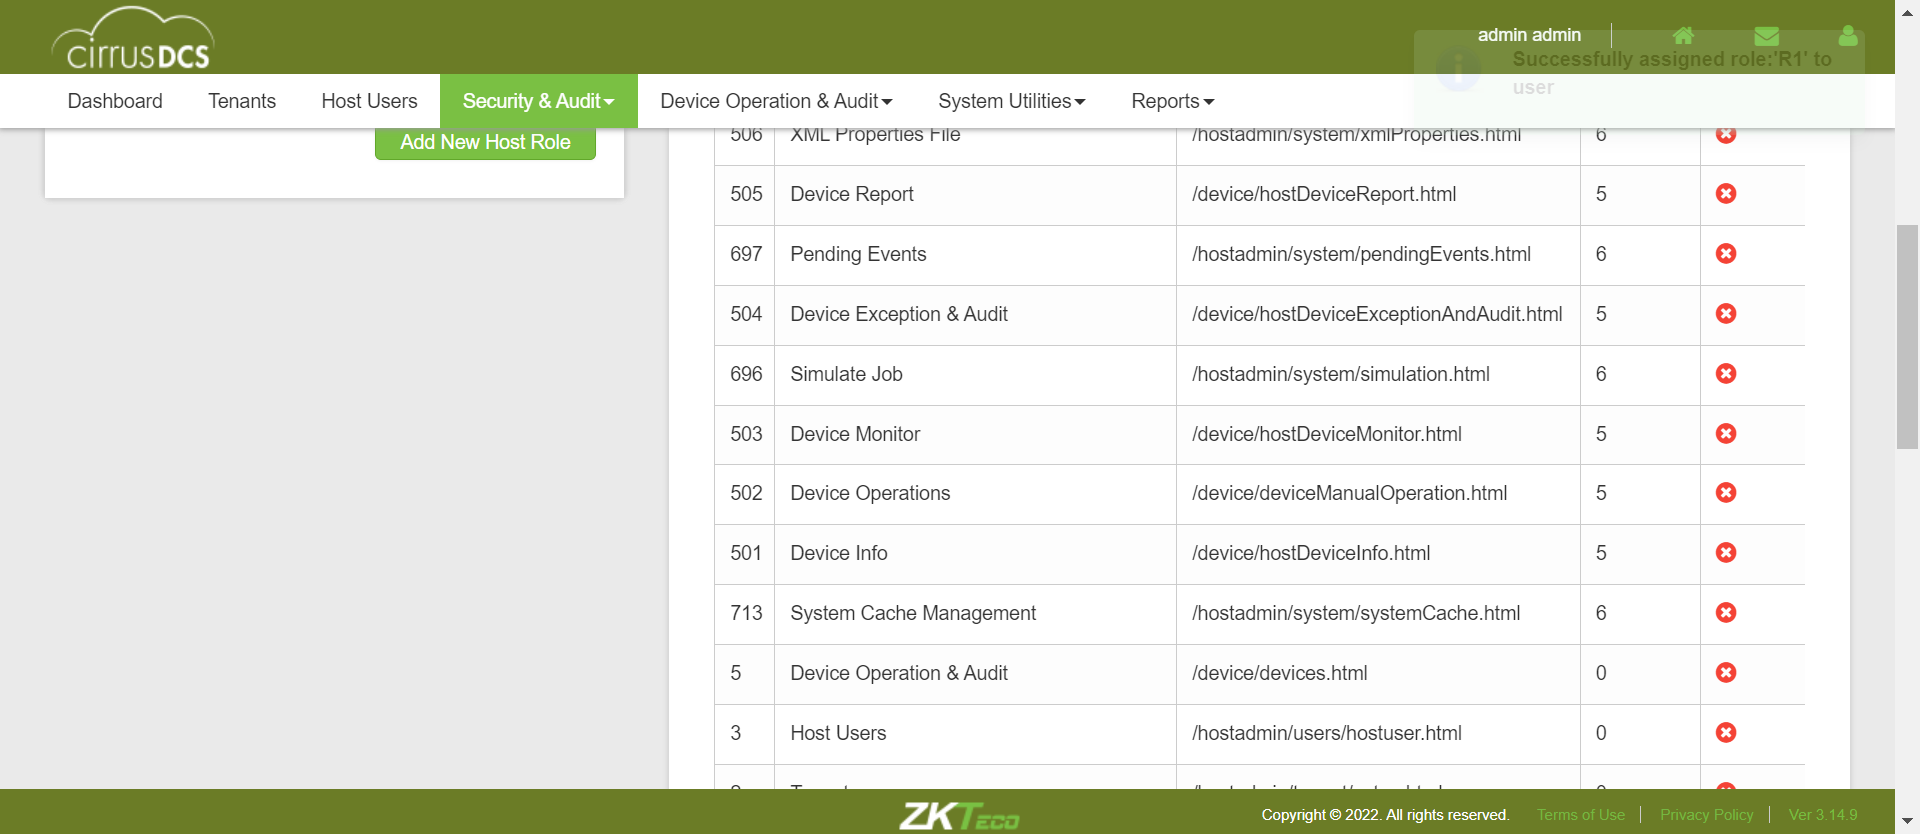 cirrusDCS
admin admin
Successfully assigned role:'R1' to
user
Dashboard Tenants Host Users Security & Audit Device Operation & Audit System Utilities Reports
Add New Host Role
506 XML Properties File /hostadmin/system/xmlProperties.html 6
505 Device Report /device/hostDeviceReport.html 5
697 Pending Events /hostadmin/system/pendingEvents.html 6
504 Device Exception & Audit /device/hostDeviceExceptionAndAudit.html 5
696 Simulate Job /hostadmin/system/simulation.html 6
503 Device Monitor /device/hostDeviceMonitor.html 5
502 Device Operations /device/deviceManualOperation.html 5
501 Device Info /device/hostDeviceInfo.html 5
713 System Cache Management /hostadmin/system/systemCache.html 6
5 Device Operation & Audit /device/devices.html 0
3 Host Users /hostadmin/users/hostuser.html 0
ZKTeco Copyright © 2022. All rights reserved. Terms of Use Privacy Policy Ver 3.14.9